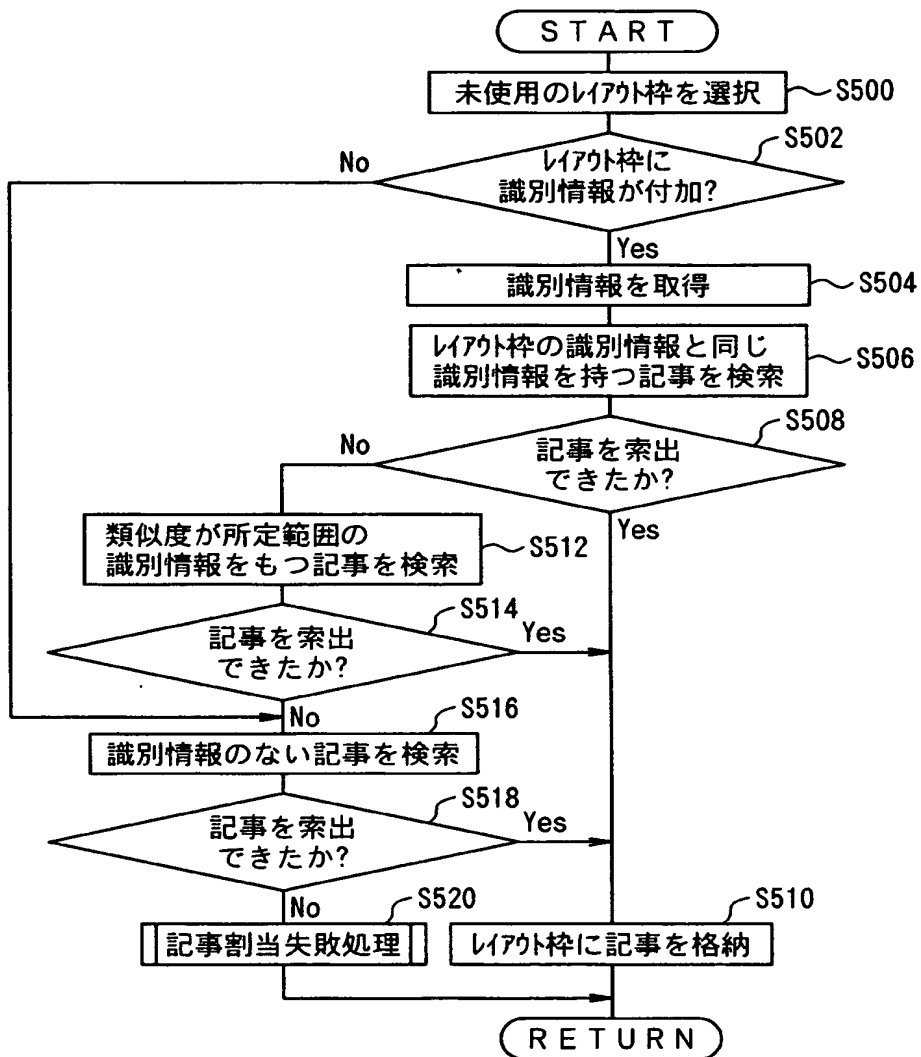 START
未使用のレイアウト枠を選択
S500
レイアウト枠に
識別情報が付加?
S502
No
Yes
識別情報を取得
S504
レイアウト枠の識別情報と同じ
識別情報を持つ記事を検索
S506
記事を索出
できたか?
S508
No
Yes
類似度が所定範囲の
識別情報をもつ記事を検索
S512
記事を索出
できたか?
S514
Yes
No
識別情報のない記事を検索
S516
記事を索出
できたか?
S518
Yes
No
記事割当失敗処理
S520
レイアウト枠に記事を格納
S510
RETURN